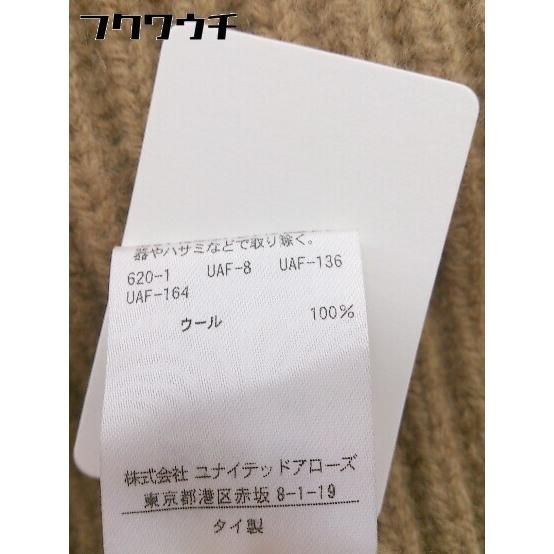 フクワウチ
器やハサミなどで取り除く。
620-1 UAF-8 UAF-136
UAF-164
ウール 100%
株式会社 ユナイテッドアローズ
東京都港区赤坂 8-1-19
タイ製